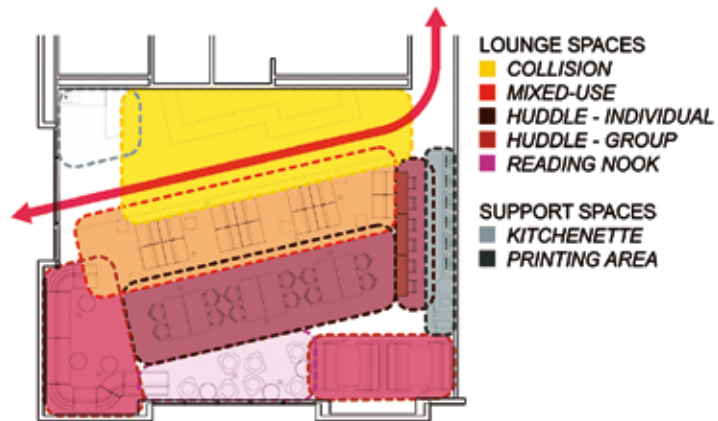 LOUNGE SPACES
COLLISION
MIXED-USE
HUDDLE - INDIVIDUAL
HUDDLE - GROUP
READING NOOK
SUPPORT SPACES
KITCHENETTE
PRINTING AREA